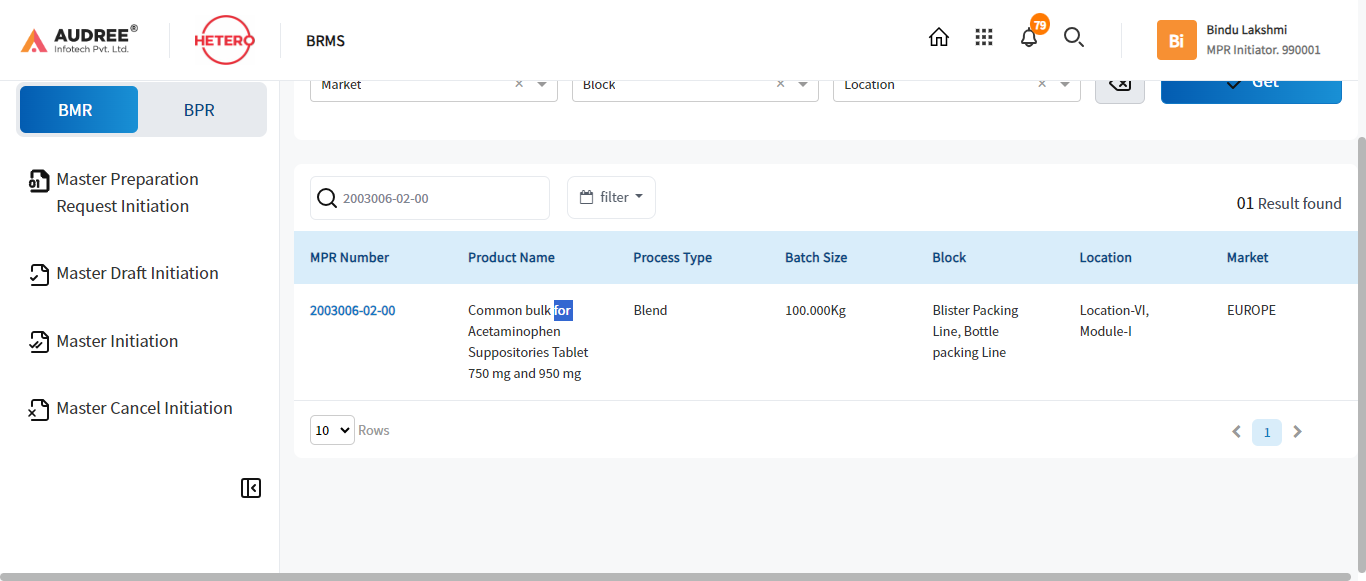 AUDREE®
Infotech Pvt. Ltd.
HETERO
BRMS
79
Bi
Bindu Lakshmi
MPR Initiator. 990001
BMR
BPR
Master Preparation
Request Initiation
Master Draft Initiation
Master Initiation
Master Cancel Initiation
Market × Block × Location × Get
2003006-02-00
filter
01 Result found
MPR Number Product Name Process Type Batch Size Block Location Market
2003006-02-00 Common bulk for Blend 100.000Kg Blister Packing Location-VI, EUROPE
Acetaminophen Line, Bottle Module-I
Suppositories Tablet packing Line
750 mg and 950 mg
10 Rows
1